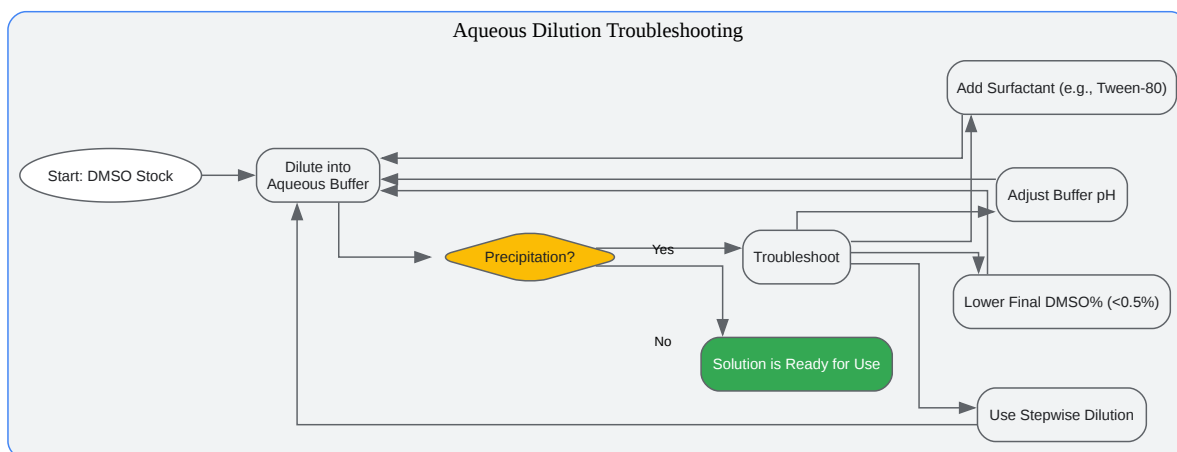 Aqueous Dilution Troubleshooting
Add Surfactant (e.g., Tween-80)
Start: DMSO Stock
Dilute into
Aqueous Buffer
Adjust Buffer pH
Precipitation?
Yes
Troubleshoot
Lower Final DMSO% (<0.5%)
No
Solution is Ready for Use
Use Stepwise Dilution